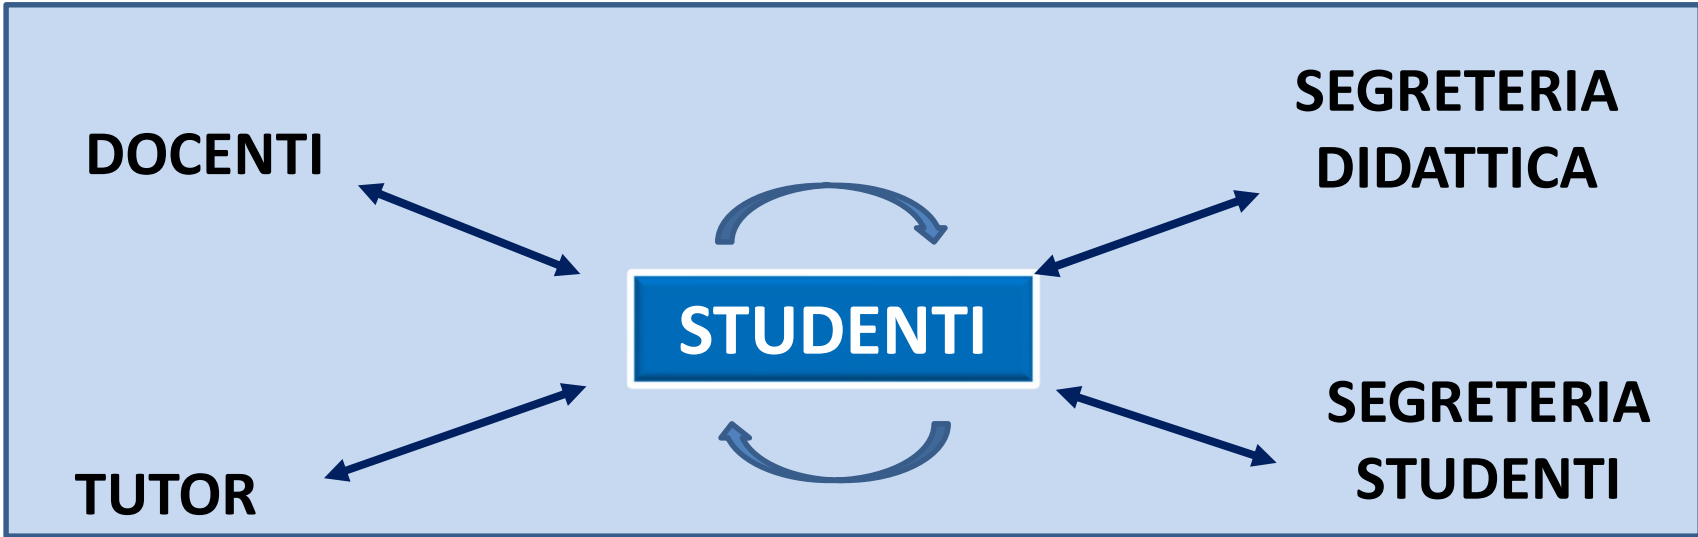 DOCENTI
SEGRETERIA
DIDATTICA
STUDENTI
TUTOR
SEGRETERIA
STUDENTI